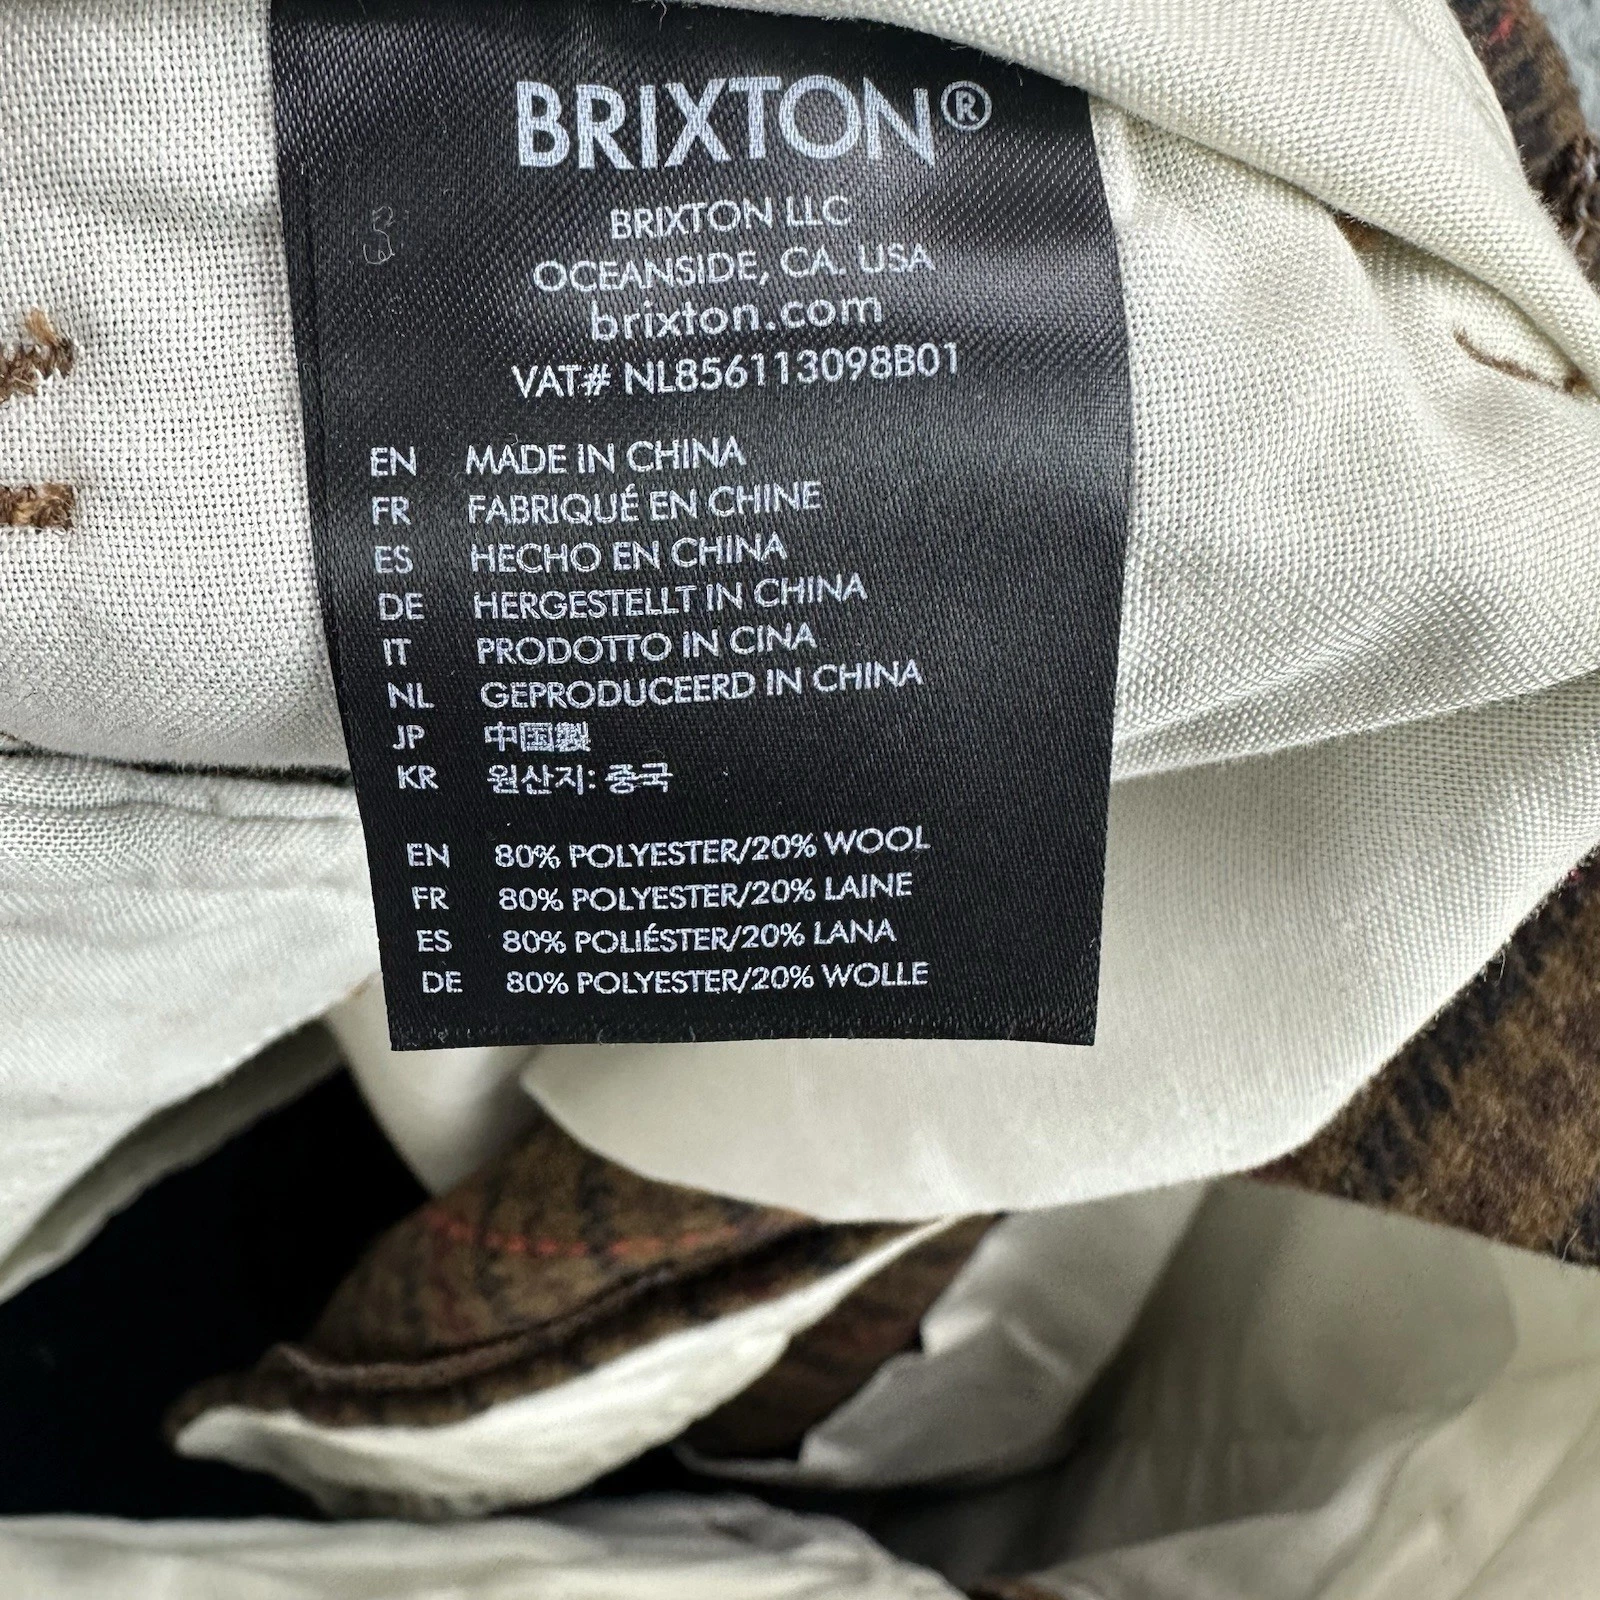 BRIXTON®
BRIXTON LLC
OCEANSIDE, CA. USA
brixton.com
VAT# NL856113098B01
EN MADE IN CHINA
FR FABRIQUÉ EN CHINE
ES HECHO EN CHINA
DE HERGESTELLT IN CHINA
IT PRODOTTO IN CINA
NL GEPRODUCEERD IN CHINA
JP 中国製
KR 원산지: 중국
EN 80% POLYESTER/20% WOOL
FR 80% POLYESTER/20% LAINE
ES 80% POLIÉSTER/20% LANA
DE 80% POLYESTER/20% WOLLE